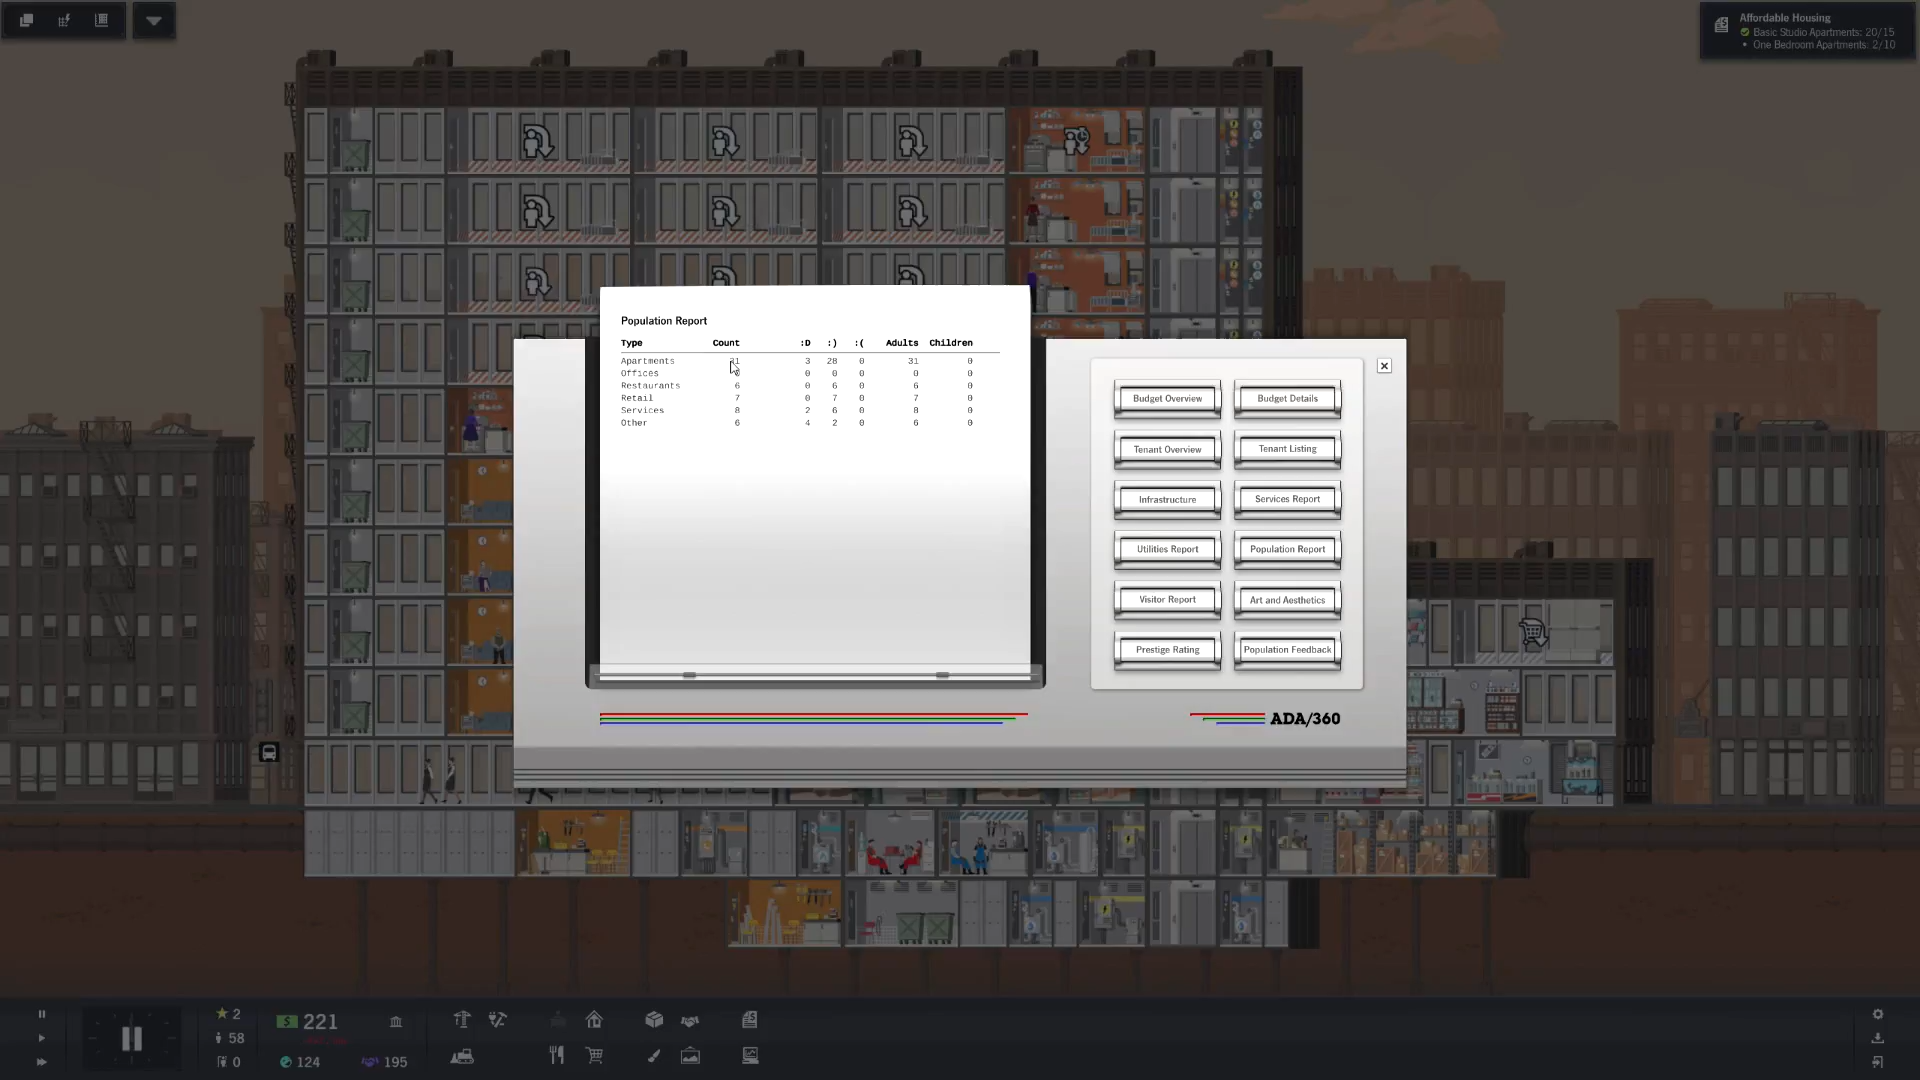 Affordable Housing
Basic Studio Apartments: 20/15
• One Bedroom Apartments: 2/10
Population Report
Type Count :D :) :( Adults Children
Apartments 31 3 28 0 31 0
Offices 0 0 0 0 0 0
Restaurants 6 0 6 0 6 0
Retail 7 0 7 0 7 0
Services 8 2 6 0 8 0
Other 6 4 2 0 6 0
Budget Overview Budget Details
Tenant Overview Tenant Listing
Infrastructure Services Report
Utilities Report Population Report
Visitor Report Art and Aesthetics
Prestige Rating Population Feedback
ADA/360
2
58
0
221
124
195